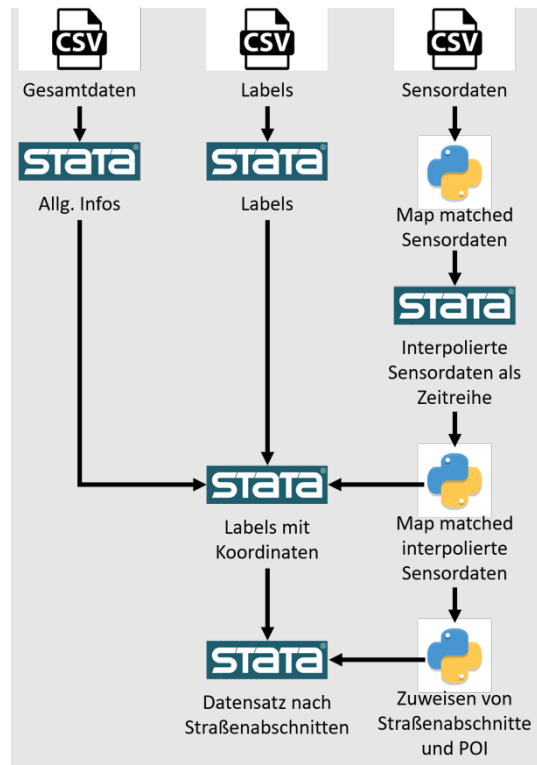 CSV
CSV
CSV
Gesamtdaten
Labels
Sensordaten
STATA®
STATA®
Allg. Infos
Labels
Map matched
Sensordaten
STATA®
Interpolierte
Sensordaten als
Zeitreihe
STATA®
Labels mit
Koordinaten
Map matched
interpolierte
Sensordaten
STATA®
Datensatz nach
Straßenabschnitten
Zuweisen von
Straßenabschnitte
und POI